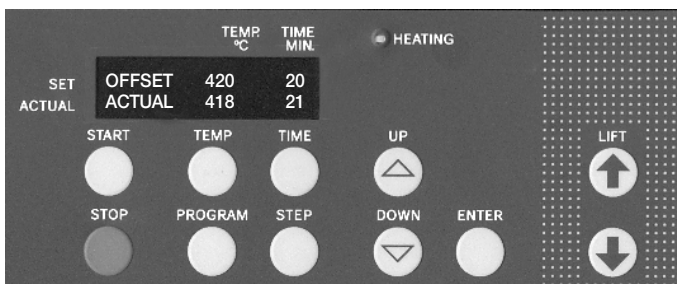 TEMP. TIME
°C MIN.
HEATING
SET OFFSET 420 20
ACTUAL ACTUAL 418 21
START TEMP TIME UP LIFT
STOP PROGRAM STEP DOWN ENTER